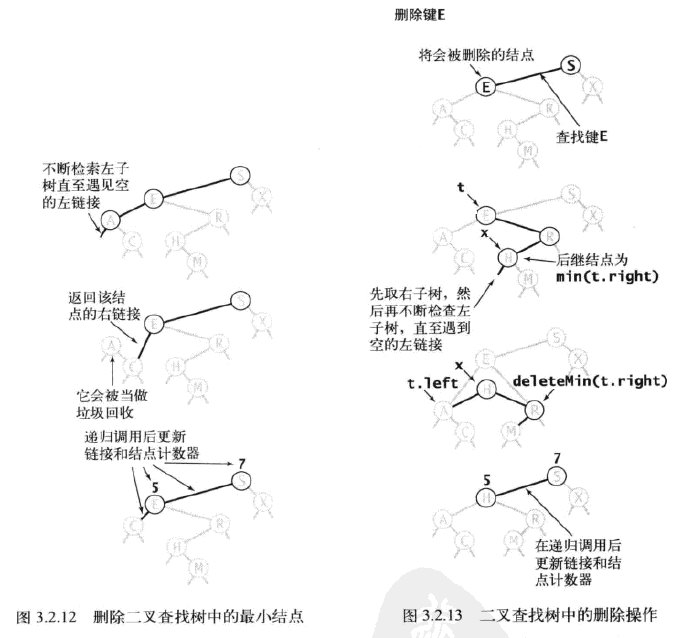 不断检索左子
树直至遇见空
的左链接
S
E
X
A
R
C
H
M
返回该结
点的右链接
S
E
X
A
R
C
H
M
它会被当做
垃圾回收
递归调用后更新
链接和结点计数器
7
5
S
E
X
C
R
H
M
图 3.2.12 删除二叉查找树中的最小结点
删除键E
将会被删除的结点
S
E
X
A
R
C
H
M
查找键E
t
S
E
X
x
A
R
C
H
M
后继结点为
min(t.right)
先取右子树，然
后再不断检查左
子树，直至遇到
空的左链接
S
x
E
X
t.left
H
deleteMin(t.right)
A
R
C
M
7
5
S
H
X
A
R
C
M
在递归调用后
更新链接和结
点计数器
图 3.2.13 二叉查找树中的删除操作